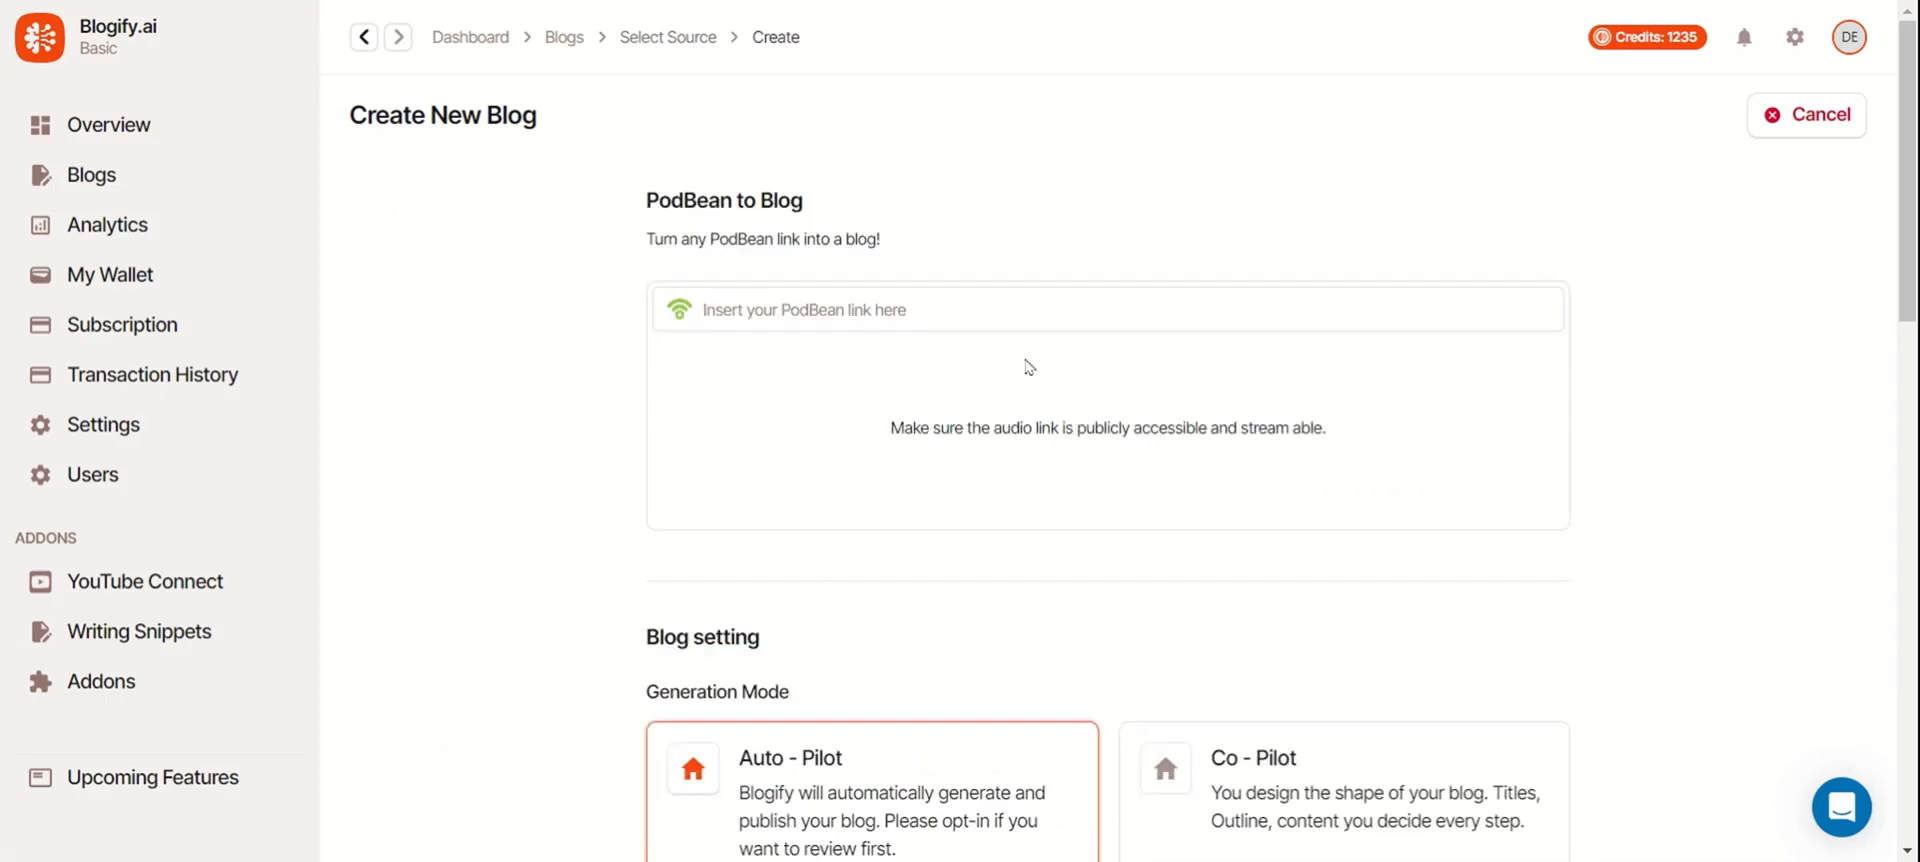 Blogify.ai
Basic
Dashboard > Blogs > Select Source > Create
Credits: 1235
DE
Create New Blog
Cancel
Overview
Blogs
Analytics
My Wallet
Subscription
Transaction History
Settings
Users
ADDONS
YouTube Connect
Writing Snippets
Addons
Upcoming Features
PodBean to Blog
Turn any PodBean link into a blog!
Insert your PodBean link here
Make sure the audio link is publicly accessible and stream able.
Blog setting
Generation Mode
Auto - Pilot
Blogify will automatically generate and
publish your blog. Please opt-in if you
want to review first.
Co - Pilot
You design the shape of your blog. Titles,
Outline, content you decide every step.